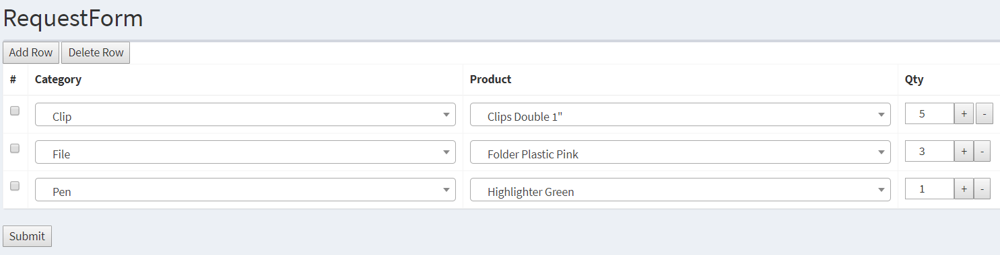 RequestForm
Add Row Delete Row
# Category Product Qty
Clip Clips Double 1" 5 + -
File Folder Plastic Pink 3 + -
Pen Highlighter Green 1 + -
Submit